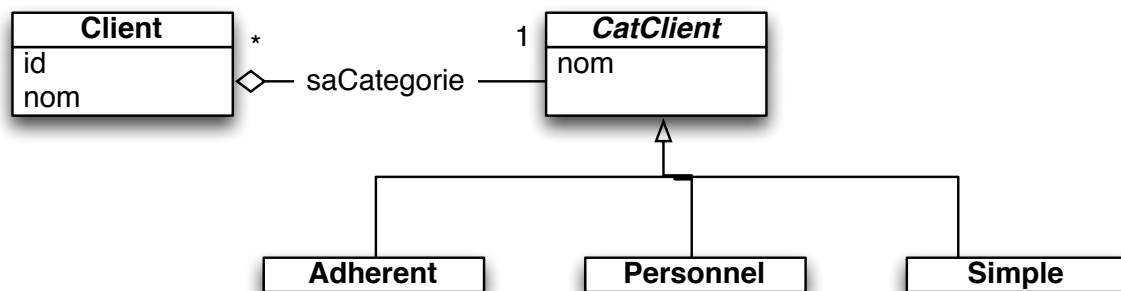 Client
*
1
CatClient
id
nom
saCategorie
nom
Adherent
Personnel
Simple